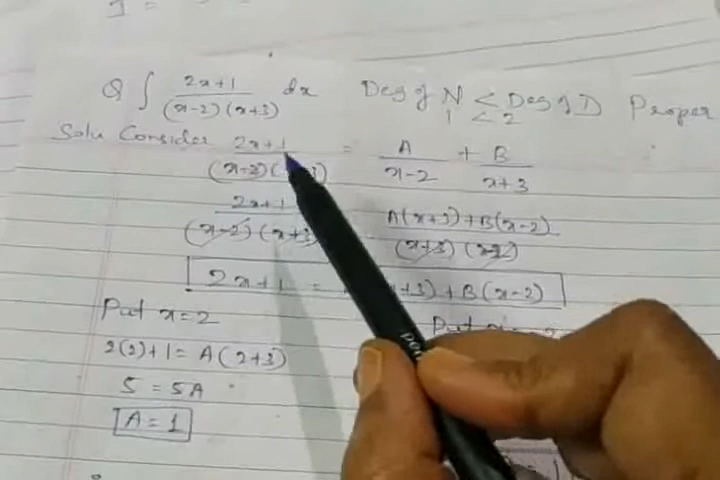 Q ∫ 2x+1 / (x-2)(x+3) dx Deg of N < Deg of D Proper
1 < 2
Solu Consider 2x+1 / (x-2)( 3) = A / x-2 + B / x+3
2x+1 / (x-2)(x+3) A(x+3)+B(x-2) / (x+3)(x-2)
2x+1 = +3)+B(x-2)
Put x=2 Put
2(2)+1 = A(2+3)
5 = 5A
A = 1